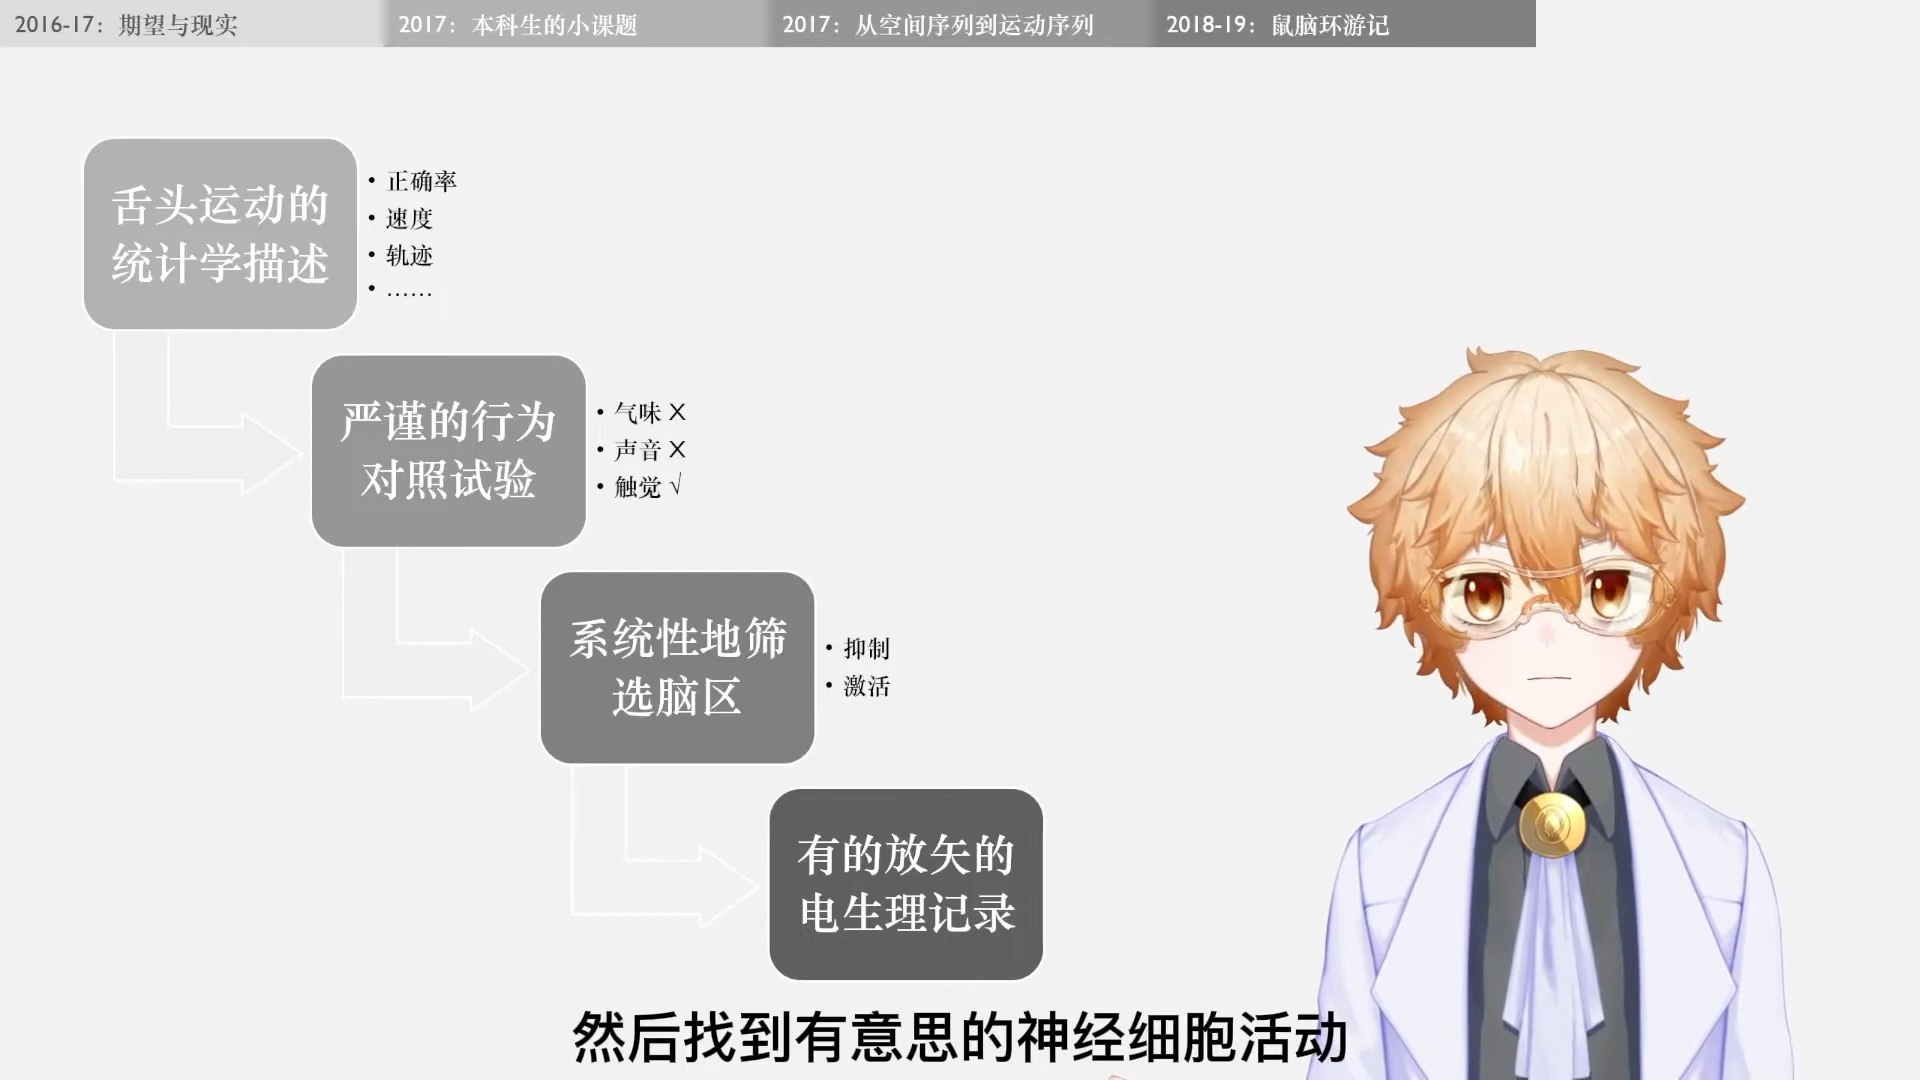 2016-17：期望与现实
2017：本科生的小课题
2017：从空间序列到运动序列
2018-19：鼠脑环游记
舌头运动的
统计学描述
• 正确率
• 速度
• 轨迹
• ……
严谨的行为
对照试验
• 气味 X
• 声音 X
• 触觉 √
系统性地筛
选脑区
• 抑制
• 激活
有的放矢的
电生理记录
然后找到有意思的神经细胞活动